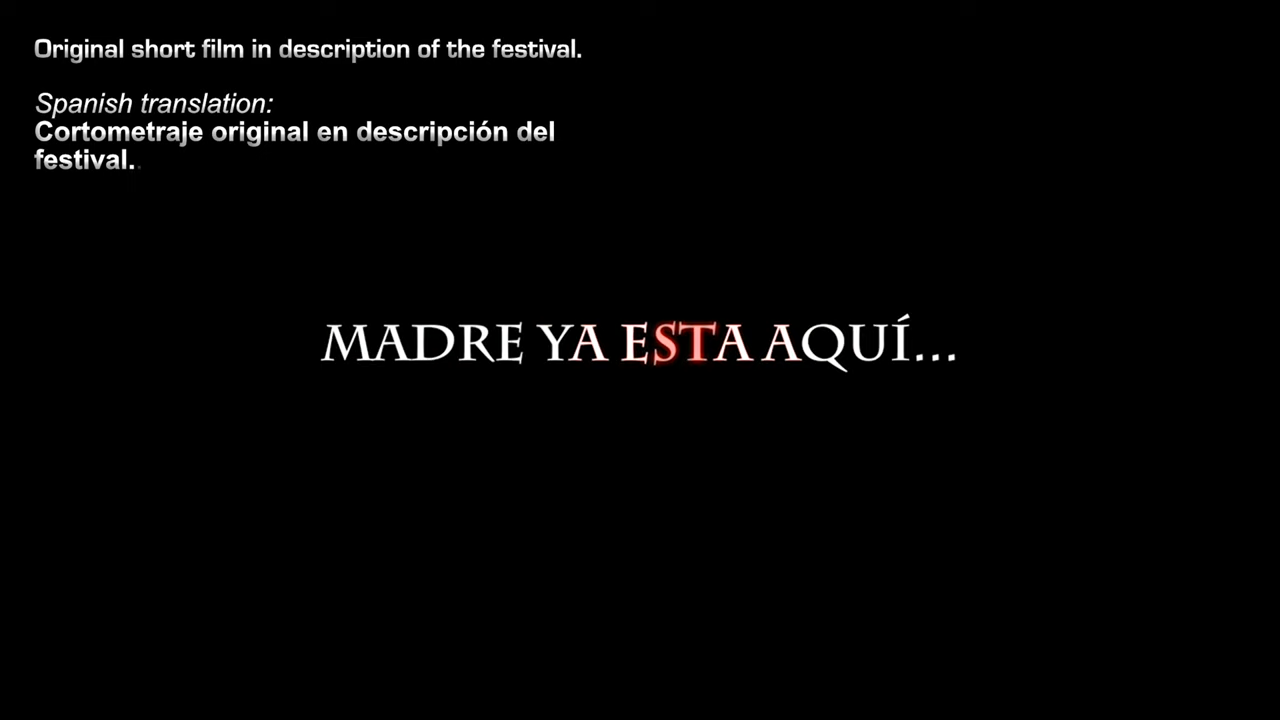 Original short film in description of the festival.
Spanish translation:
Cortometraje original en descripción del
festival.
MADRE YA ESTA AQUÍ...